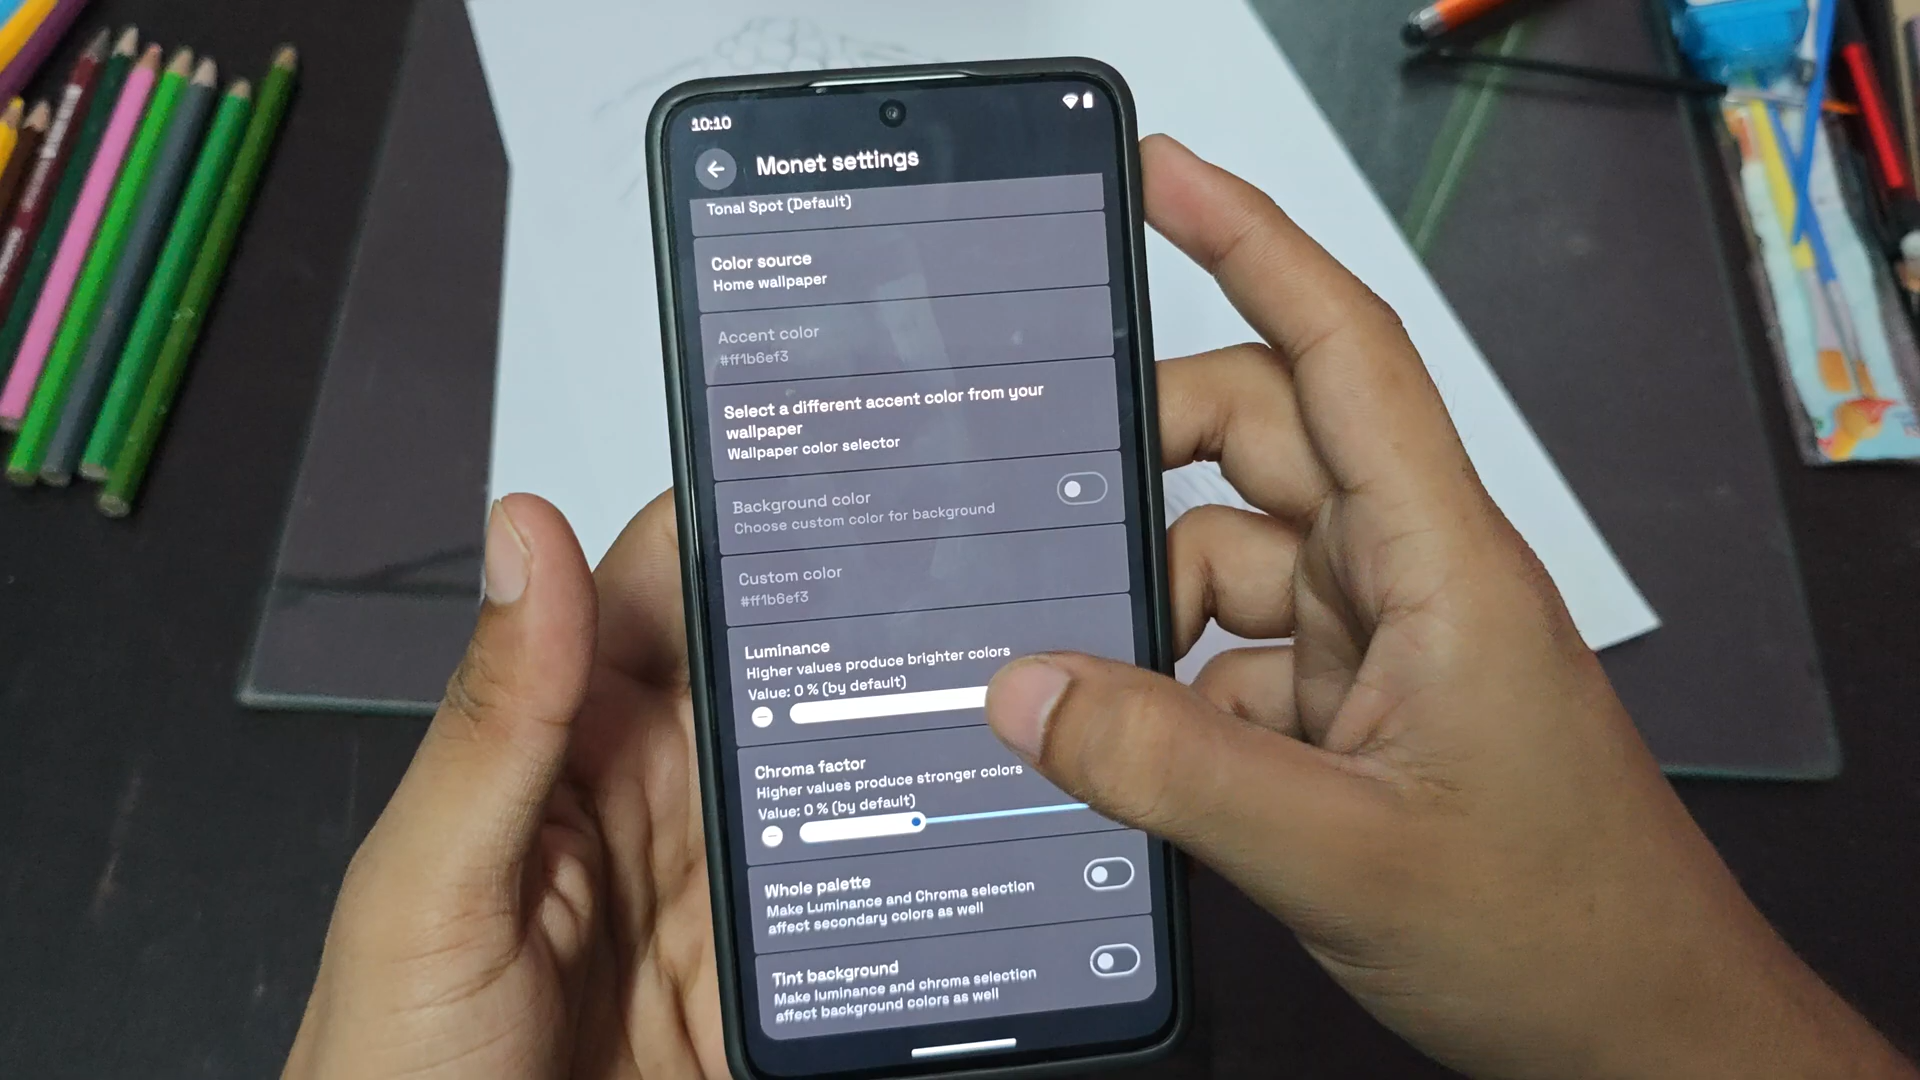 10:10
Monet settings
Tonal Spot (Default)
Color source
Home wallpaper
Accent color
#ff1b6ef3
Select a different accent color from your
wallpaper
Wallpaper color selector
Background color
Choose custom color for background
Custom color
#ff1b6ef3
Luminance
Higher values produce brighter colors
Value: 0 % (by default)
Chroma factor
Higher values produce stronger colors
Value: 0 % (by default)
Whole palette
Make Luminance and Chroma selection
affect secondary colors as well
Tint background
Make luminance and chroma selection
affect background colors as well